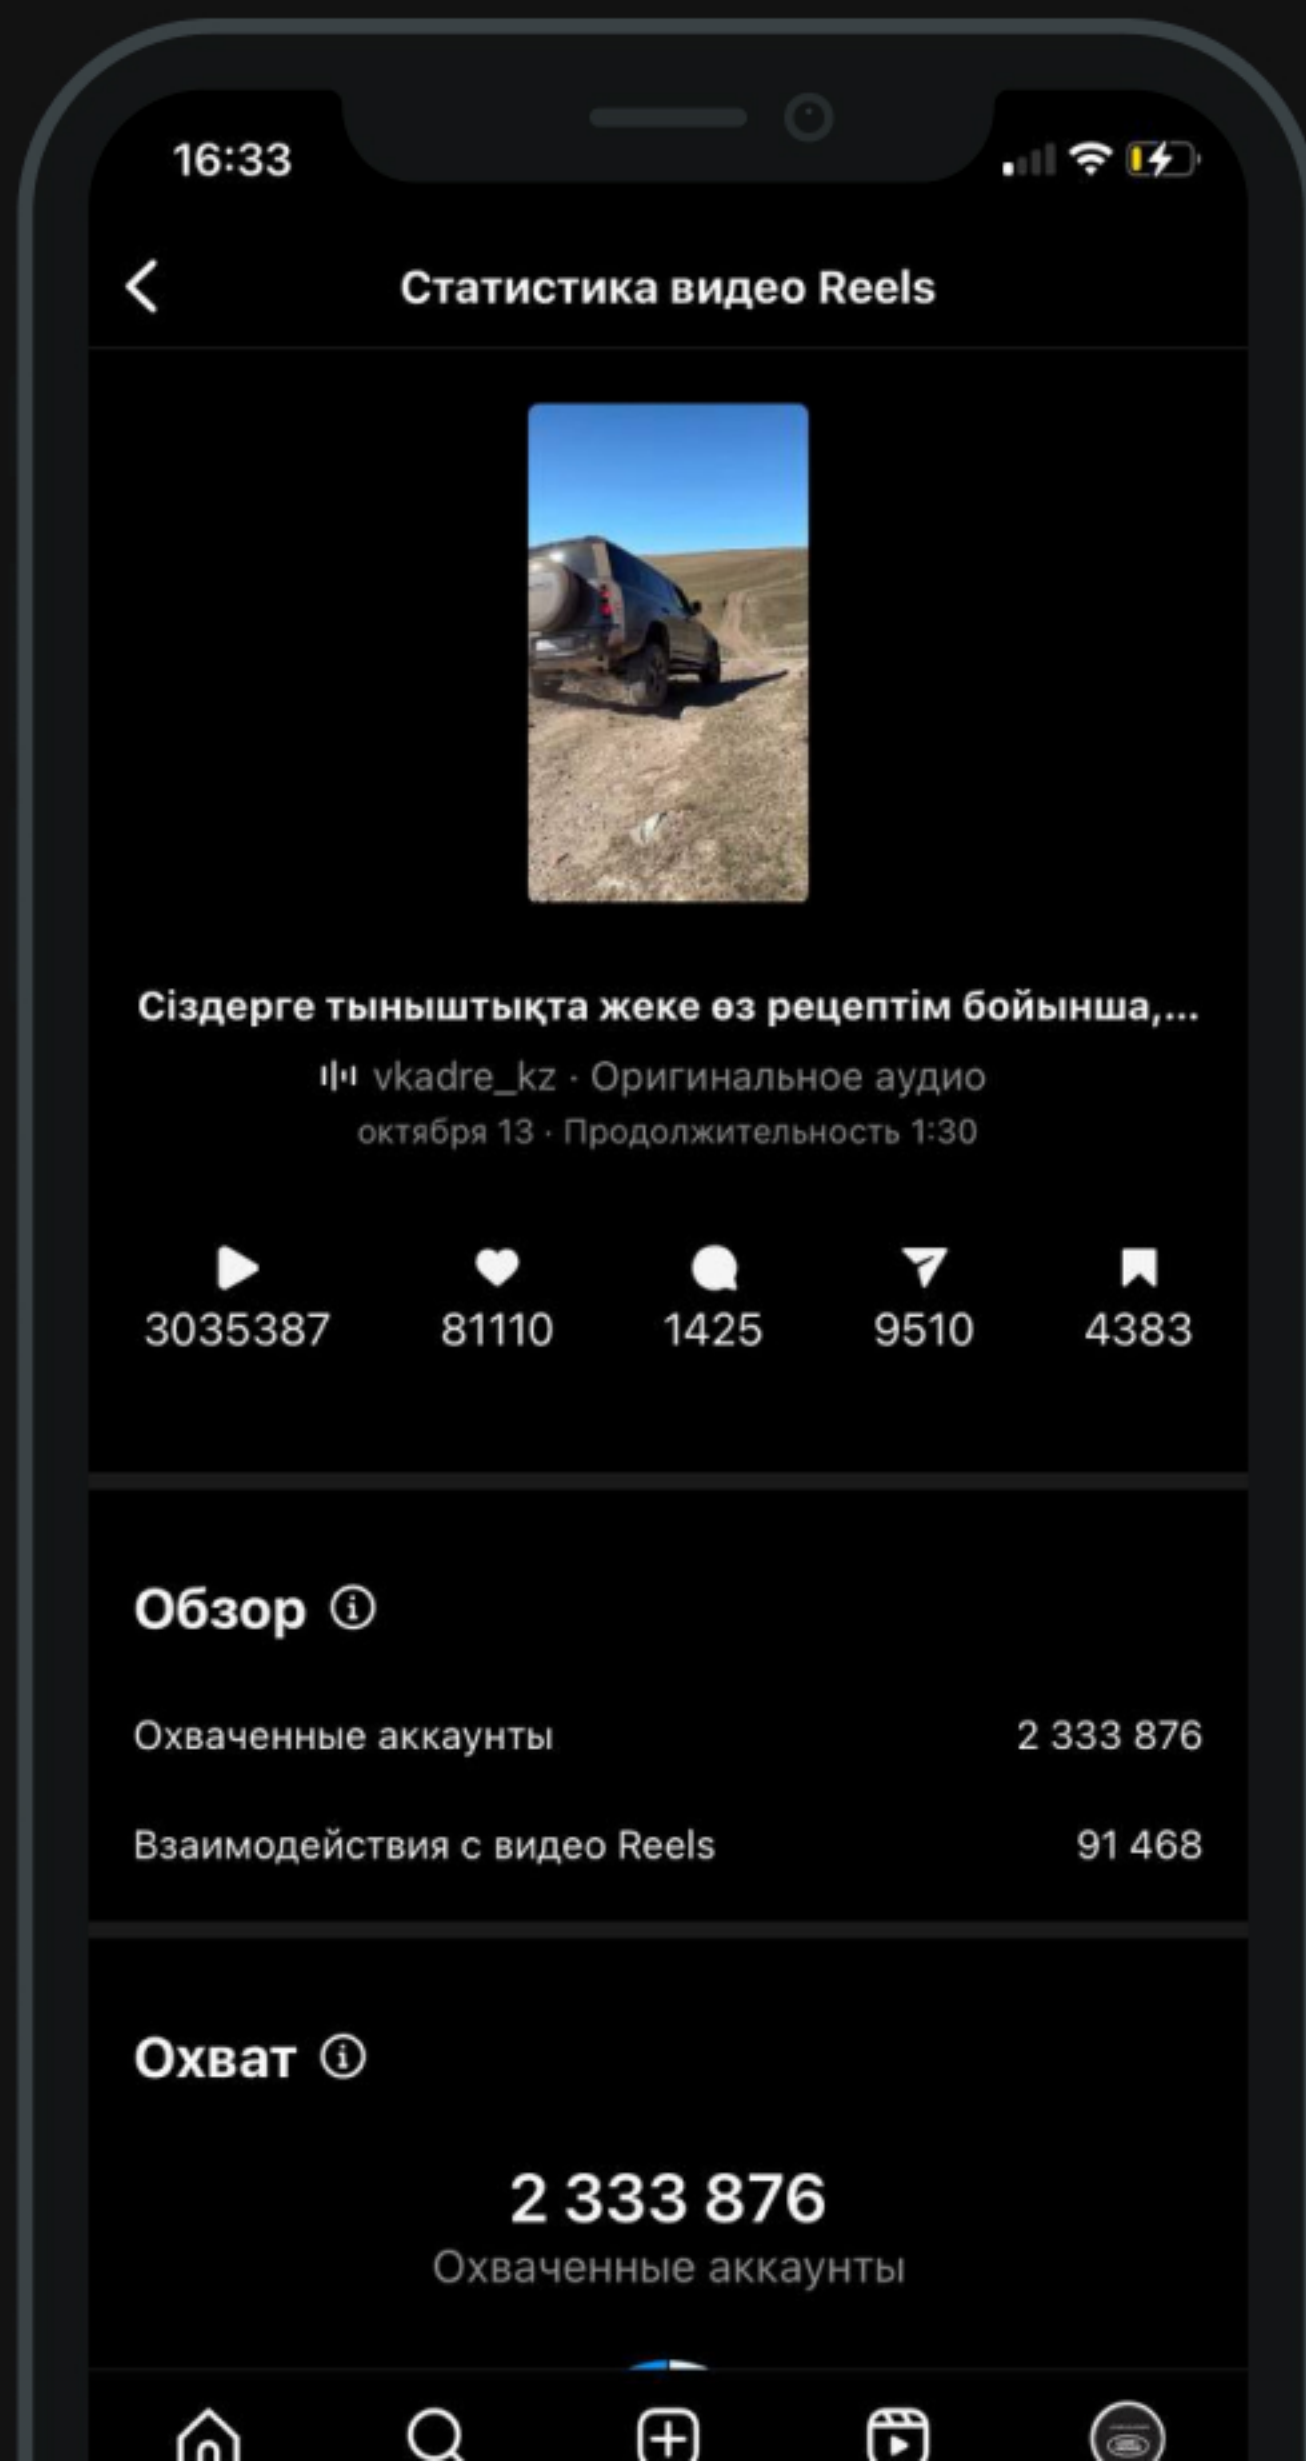 16:33
Статистика видео Reels
Сіздерге тыныштықта жеке өз рецептім бойынша,...
vkadre_kz · Оригинальное аудио
октября 13 · Продолжительность 1:30
3035387 81110 1425 9510 4383
Обзор
Охваченные аккаунты 2 333 876
Взаимодействия с видео Reels 91 468
Охват
2 333 876
Охваченные аккаунты